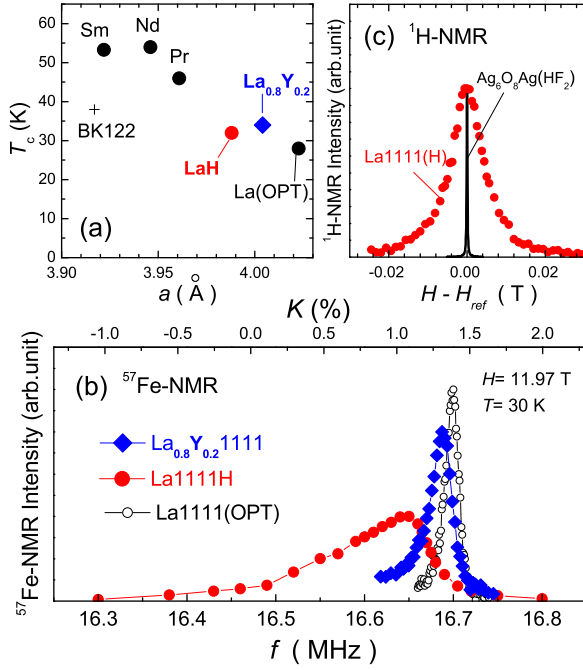 (a)
T_c (K)
60
50
40
30
20
10
0
Sm
Nd
Pr
La0.8Y0.2
BK122
LaH
La(OPT)
3.90
3.95
4.00
a ( Å )
(c)
¹H-NMR
¹H-NMR Intensity (arb.unit)
Ag6O8Ag(HF2)
La1111(H)
-0.02
0.00
0.02
H - H_ref ( T )
K (%)
-1.0
-0.5
0.0
0.5
1.0
1.5
2.0
(b)
⁵⁷Fe-NMR
H= 11.97 T
T= 30 K
⁵⁷Fe-NMR Intensity (arb.unit)
La0.8Y0.21111
La1111H
La1111(OPT)
16.3
16.4
16.5
16.6
16.7
16.8
f ( MHz )